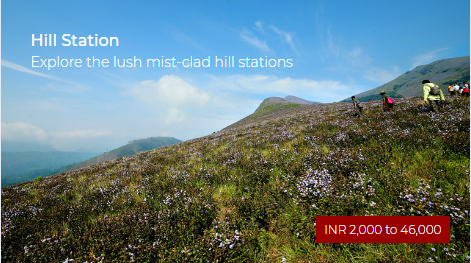 Hill Station
Explore the lush mist-clad hill stations
INR 2,000 to 46,000